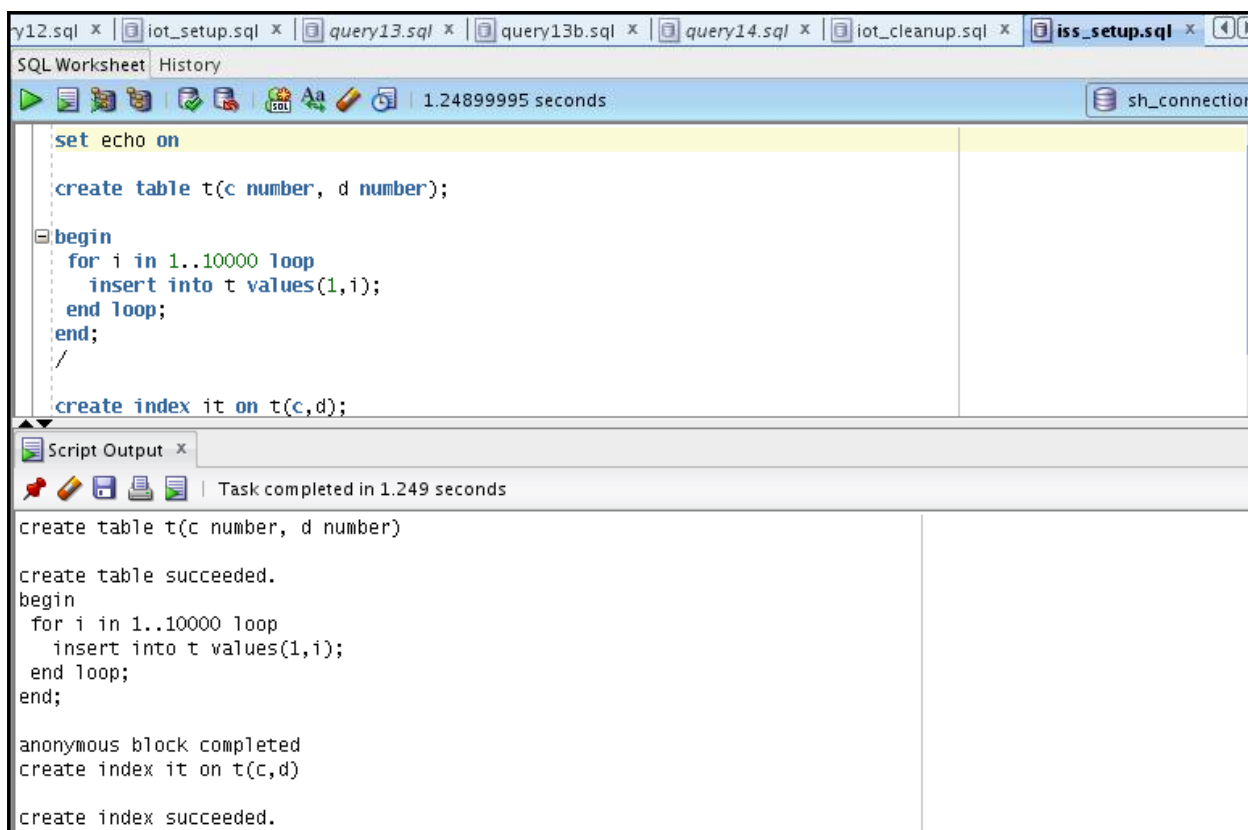 y12.sql x iot_setup.sql x query13.sql x query13b.sql x query14.sql x iot_cleanup.sql x iss_setup.sql x
SQL Worksheet History
SQL Aa 1.24899995 seconds sh_connection
set echo on
create table t(c number, d number);
begin
for i in 1..10000 loop
insert into t values(1,i);
end loop;
end;
/
create index it on t(c,d);
Script Output x
Task completed in 1.249 seconds
create table t(c number, d number)
create table succeeded.
begin
for i in 1..10000 loop
insert into t values(1,i);
end loop;
end;
anonymous block completed
create index it on t(c,d)
create index succeeded.